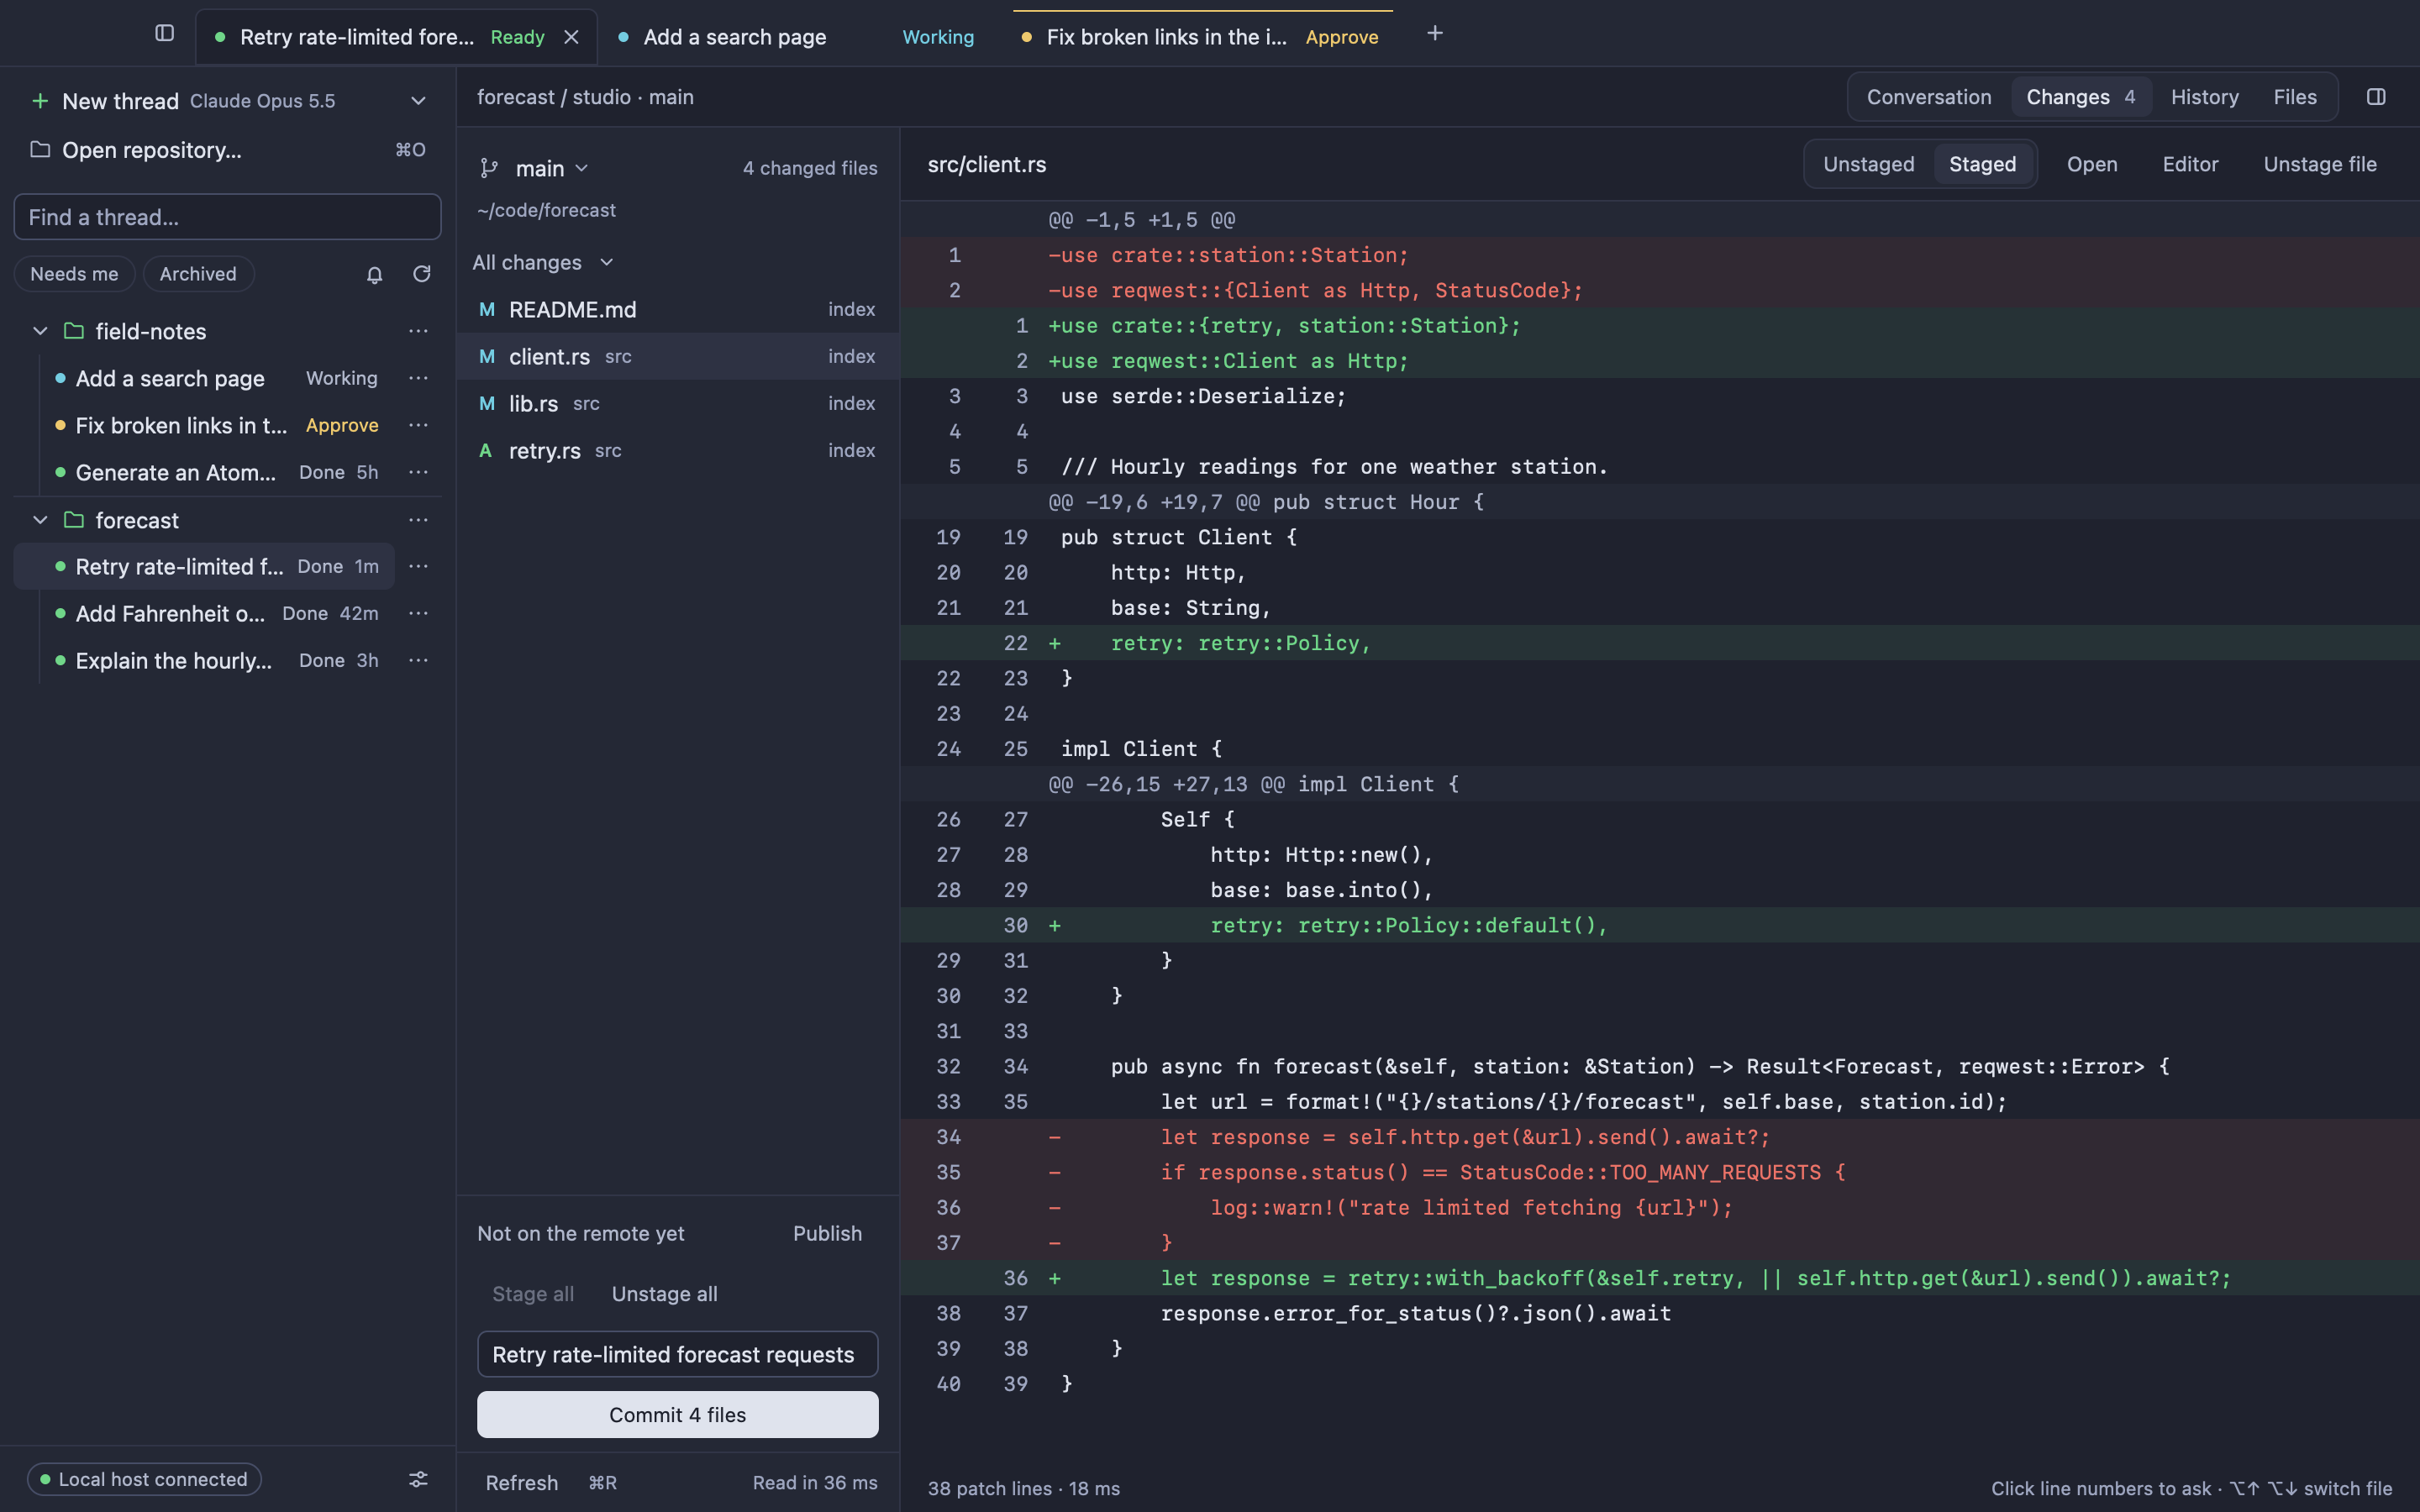 Retry rate-limited fore... Ready
Add a search page Working
Fix broken links in the i... Approve
New thread Claude Opus 5.5
Open repository... ⌘O
Find a thread...
Needs me Archived
field-notes
Add a search page Working
Fix broken links in t... Approve
Generate an Atom... Done 5h
forecast
Retry rate-limited f... Done 1m
Add Fahrenheit o... Done 42m
Explain the hourly... Done 3h
Local host connected
forecast / studio · main
Conversation Changes 4 History Files
main 4 changed files
~/code/forecast
All changes
M README.md index
M client.rs src index
M lib.rs src index
A retry.rs src index
Not on the remote yet Publish
Stage all Unstage all
Retry rate-limited forecast requests
Commit 4 files
Refresh ⌘R Read in 36 ms
src/client.rs Unstaged Staged Open Editor Unstage file
@@ -1,5 +1,5 @@
1 -use crate::station::Station;
2 -use reqwest::{Client as Http, StatusCode};
1 +use crate::{retry, station::Station};
2 +use reqwest::Client as Http;
3 3 use serde::Deserialize;
4 4
5 5 /// Hourly readings for one weather station.
@@ -19,6 +19,7 @@ pub struct Hour {
19 19 pub struct Client {
20 20 http: Http,
21 21 base: String,
22 + retry: retry::Policy,
22 23 }
23 24
24 25 impl Client {
@@ -26,15 +27,13 @@ impl Client {
26 27 Self {
27 28 http: Http::new(),
28 29 base: base.into(),
30 + retry: retry::Policy::default(),
29 31 }
30 32 }
31 33
32 34 pub async fn forecast(&self, station: &Station) -> Result<Forecast, reqwest::Error> {
33 35 let url = format!("{}/stations/{}/forecast", self.base, station.id);
34 - let response = self.http.get(&url).send().await?;
35 - if response.status() == StatusCode::TOO_MANY_REQUESTS {
36 - log::warn!("rate limited fetching {url}");
37 - }
36 + let response = retry::with_backoff(&self.retry, || self.http.get(&url).send()).await?;
38 37 response.error_for_status()?.json().await
39 38 }
40 39 }
38 patch lines · 18 ms
Click line numbers to ask · ⌥↑ ⌥↓ switch file